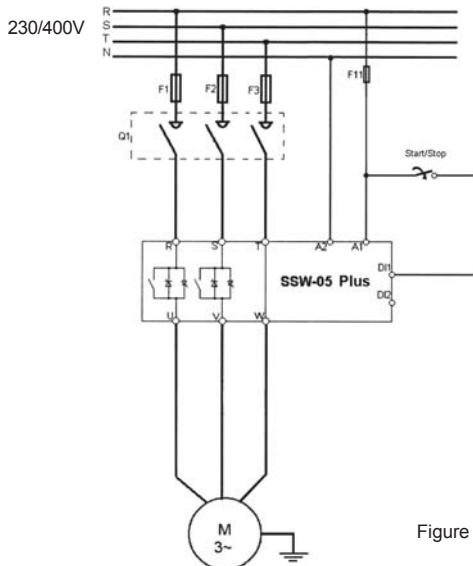 230/400V
R
S
T
N
F1 F2 F3 F11
Q1
Start/Stop
R S T A2 A1
SSW-05 Plus
DI1
DI2
U V W
M
3~
Figure